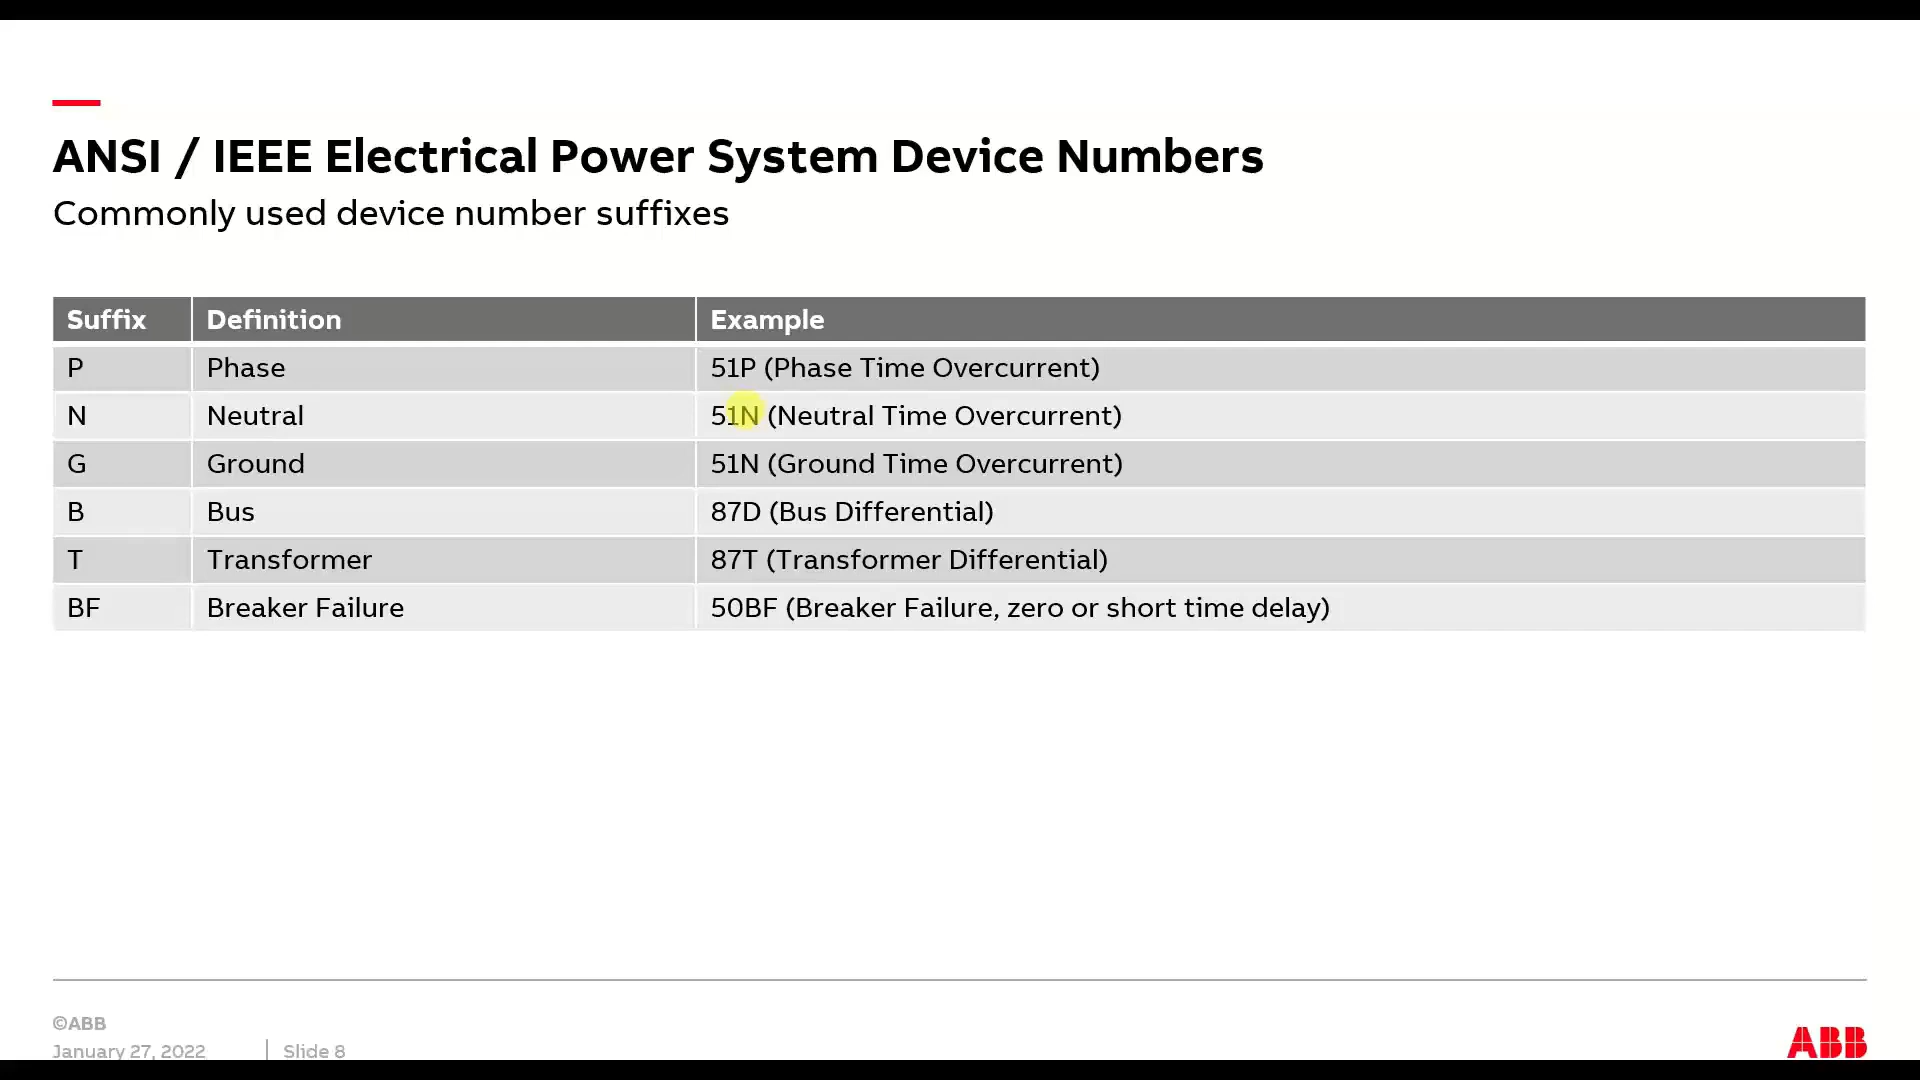 ANSI / IEEE Electrical Power System Device Numbers
Commonly used device number suffixes
Suffix Definition Example
P Phase 51P (Phase Time Overcurrent)
N Neutral 51N (Neutral Time Overcurrent)
G Ground 51N (Ground Time Overcurrent)
B Bus 87D (Bus Differential)
T Transformer 87T (Transformer Differential)
BF Breaker Failure 50BF (Breaker Failure, zero or short time delay)
©ABB
January 27, 2022 Slide 8
ABB